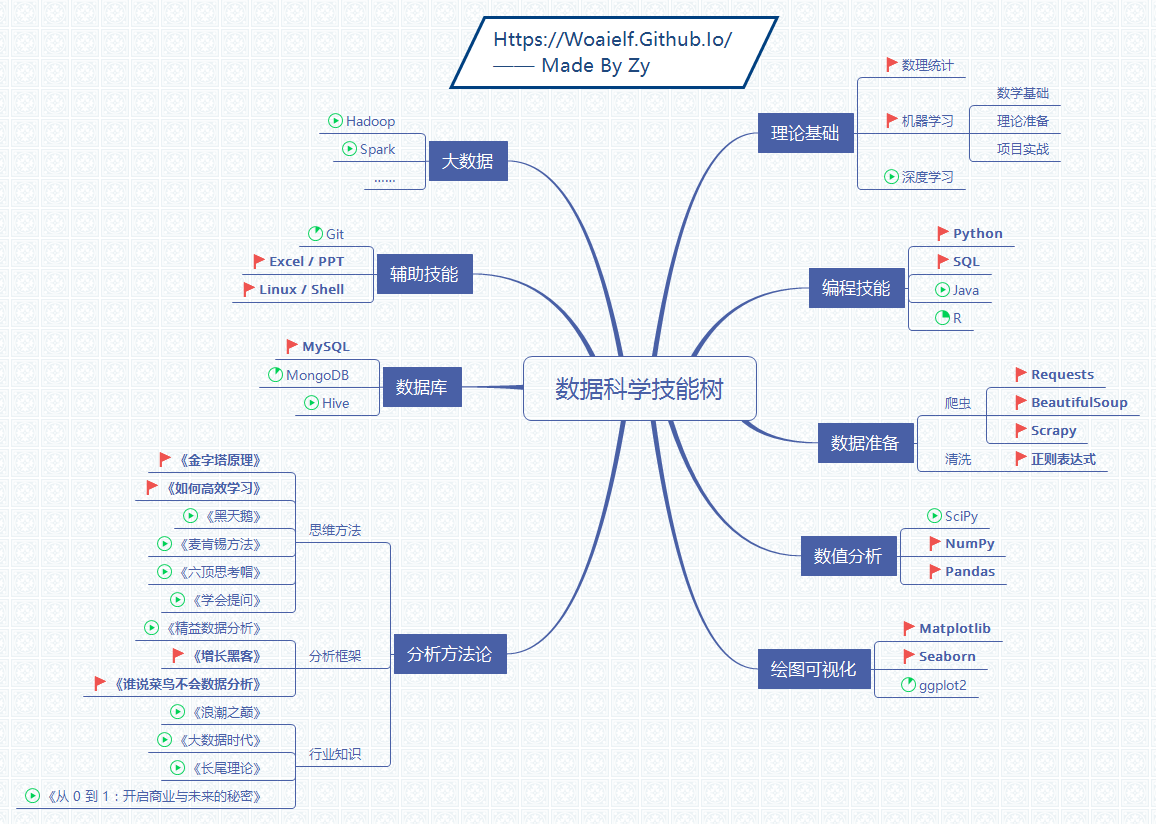 Https://Woaielf.Github.Io/
—— Made By Zy
数据科学技能树
理论基础
数理统计
机器学习
数学基础
理论准备
项目实战
深度学习
编程技能
Python
SQL
Java
R
数据准备
爬虫
Requests
BeautifulSoup
Scrapy
清洗
正则表达式
数值分析
SciPy
NumPy
Pandas
绘图可视化
Matplotlib
Seaborn
ggplot2
大数据
Hadoop
Spark
......
辅助技能
Git
Excel / PPT
Linux / Shell
数据库
MySQL
MongoDB
Hive
分析方法论
思维方法
《金字塔原理》
《如何高效学习》
《黑天鹅》
《麦肯锡方法》
《六顶思考帽》
《学会提问》
分析框架
《精益数据分析》
《增长黑客》
《谁说菜鸟不会数据分析》
行业知识
《浪潮之巅》
《大数据时代》
《长尾理论》
《从 0 到 1：开启商业与未来的秘密》